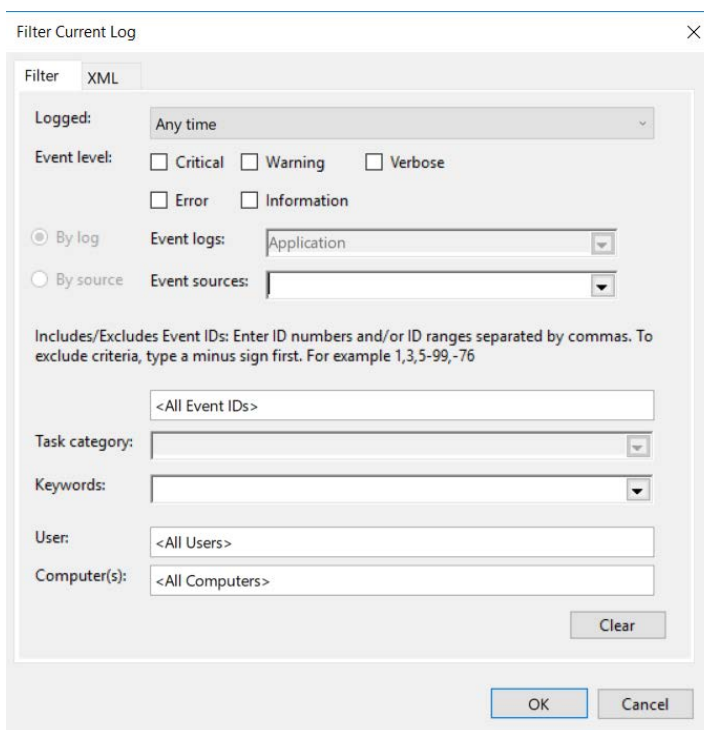 Filter Current Log
Filter XML
Logged: Any time
Event level: Critical Warning Verbose
Error Information
By log Event logs: Application
By source Event sources:
Includes/Excludes Event IDs: Enter ID numbers and/or ID ranges separated by commas. To
exclude criteria, type a minus sign first. For example 1,3,5-99,-76
<All Event IDs>
Task category:
Keywords:
User: <All Users>
Computer(s): <All Computers>
Clear
OK Cancel